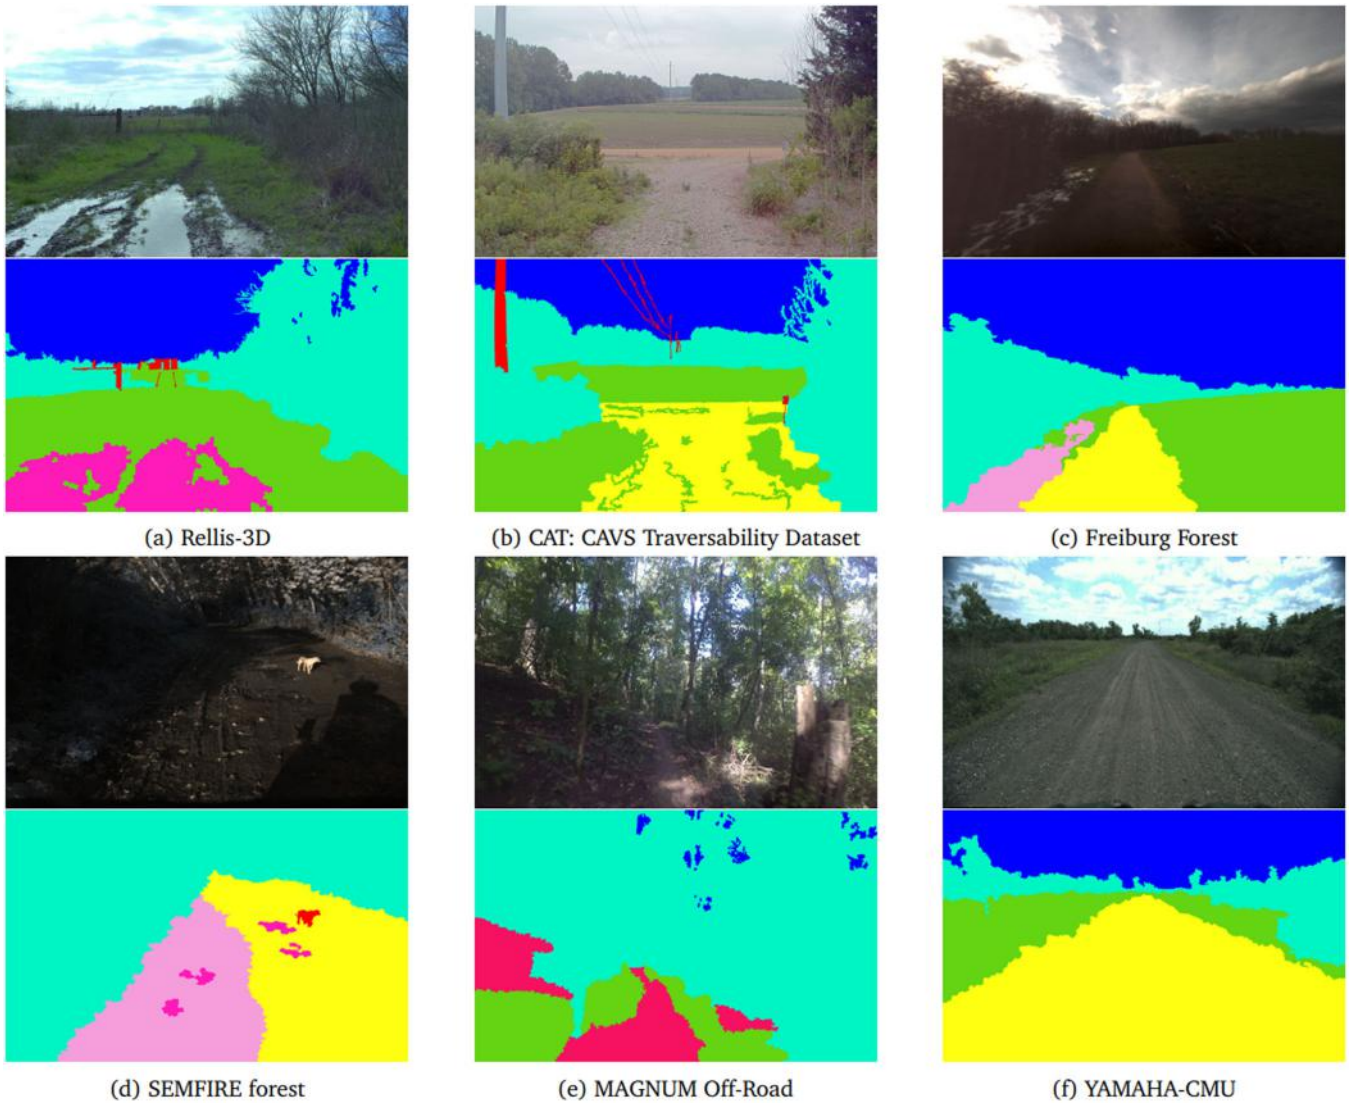 (a) Rellis-3D
(b) CAT: CAVS Traversability Dataset
(c) Freiburg Forest
(d) SEMFIRE forest
(e) MAGNUM Off-Road
(f) YAMAHA-CMU